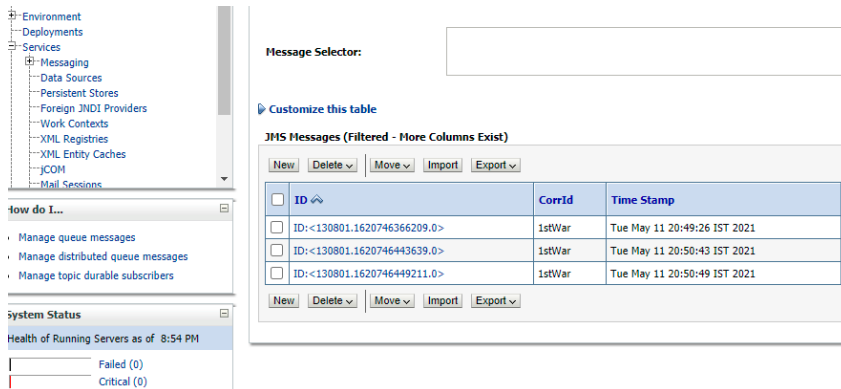 Environment
Deployments
Services
Messaging
Data Sources
Persistent Stores
Foreign JNDI Providers
Work Contexts
XML Registries
XML Entity Caches
jCOM
Mail Sessions
How do I...
Manage queue messages
Manage distributed queue messages
Manage topic durable subscribers
System Status
Health of Running Servers as of 8:54 PM
Failed (0)
Critical (0)
Message Selector:
Customize this table
JMS Messages (Filtered - More Columns Exist)
New Delete Move Import Export
ID CorrId Time Stamp
ID:<130801.1620746366209.0> 1stWar Tue May 11 20:49:26 IST 2021
ID:<130801.1620746443639.0> 1stWar Tue May 11 20:50:43 IST 2021
ID:<130801.1620746449211.0> 1stWar Tue May 11 20:50:49 IST 2021
New Delete Move Import Export